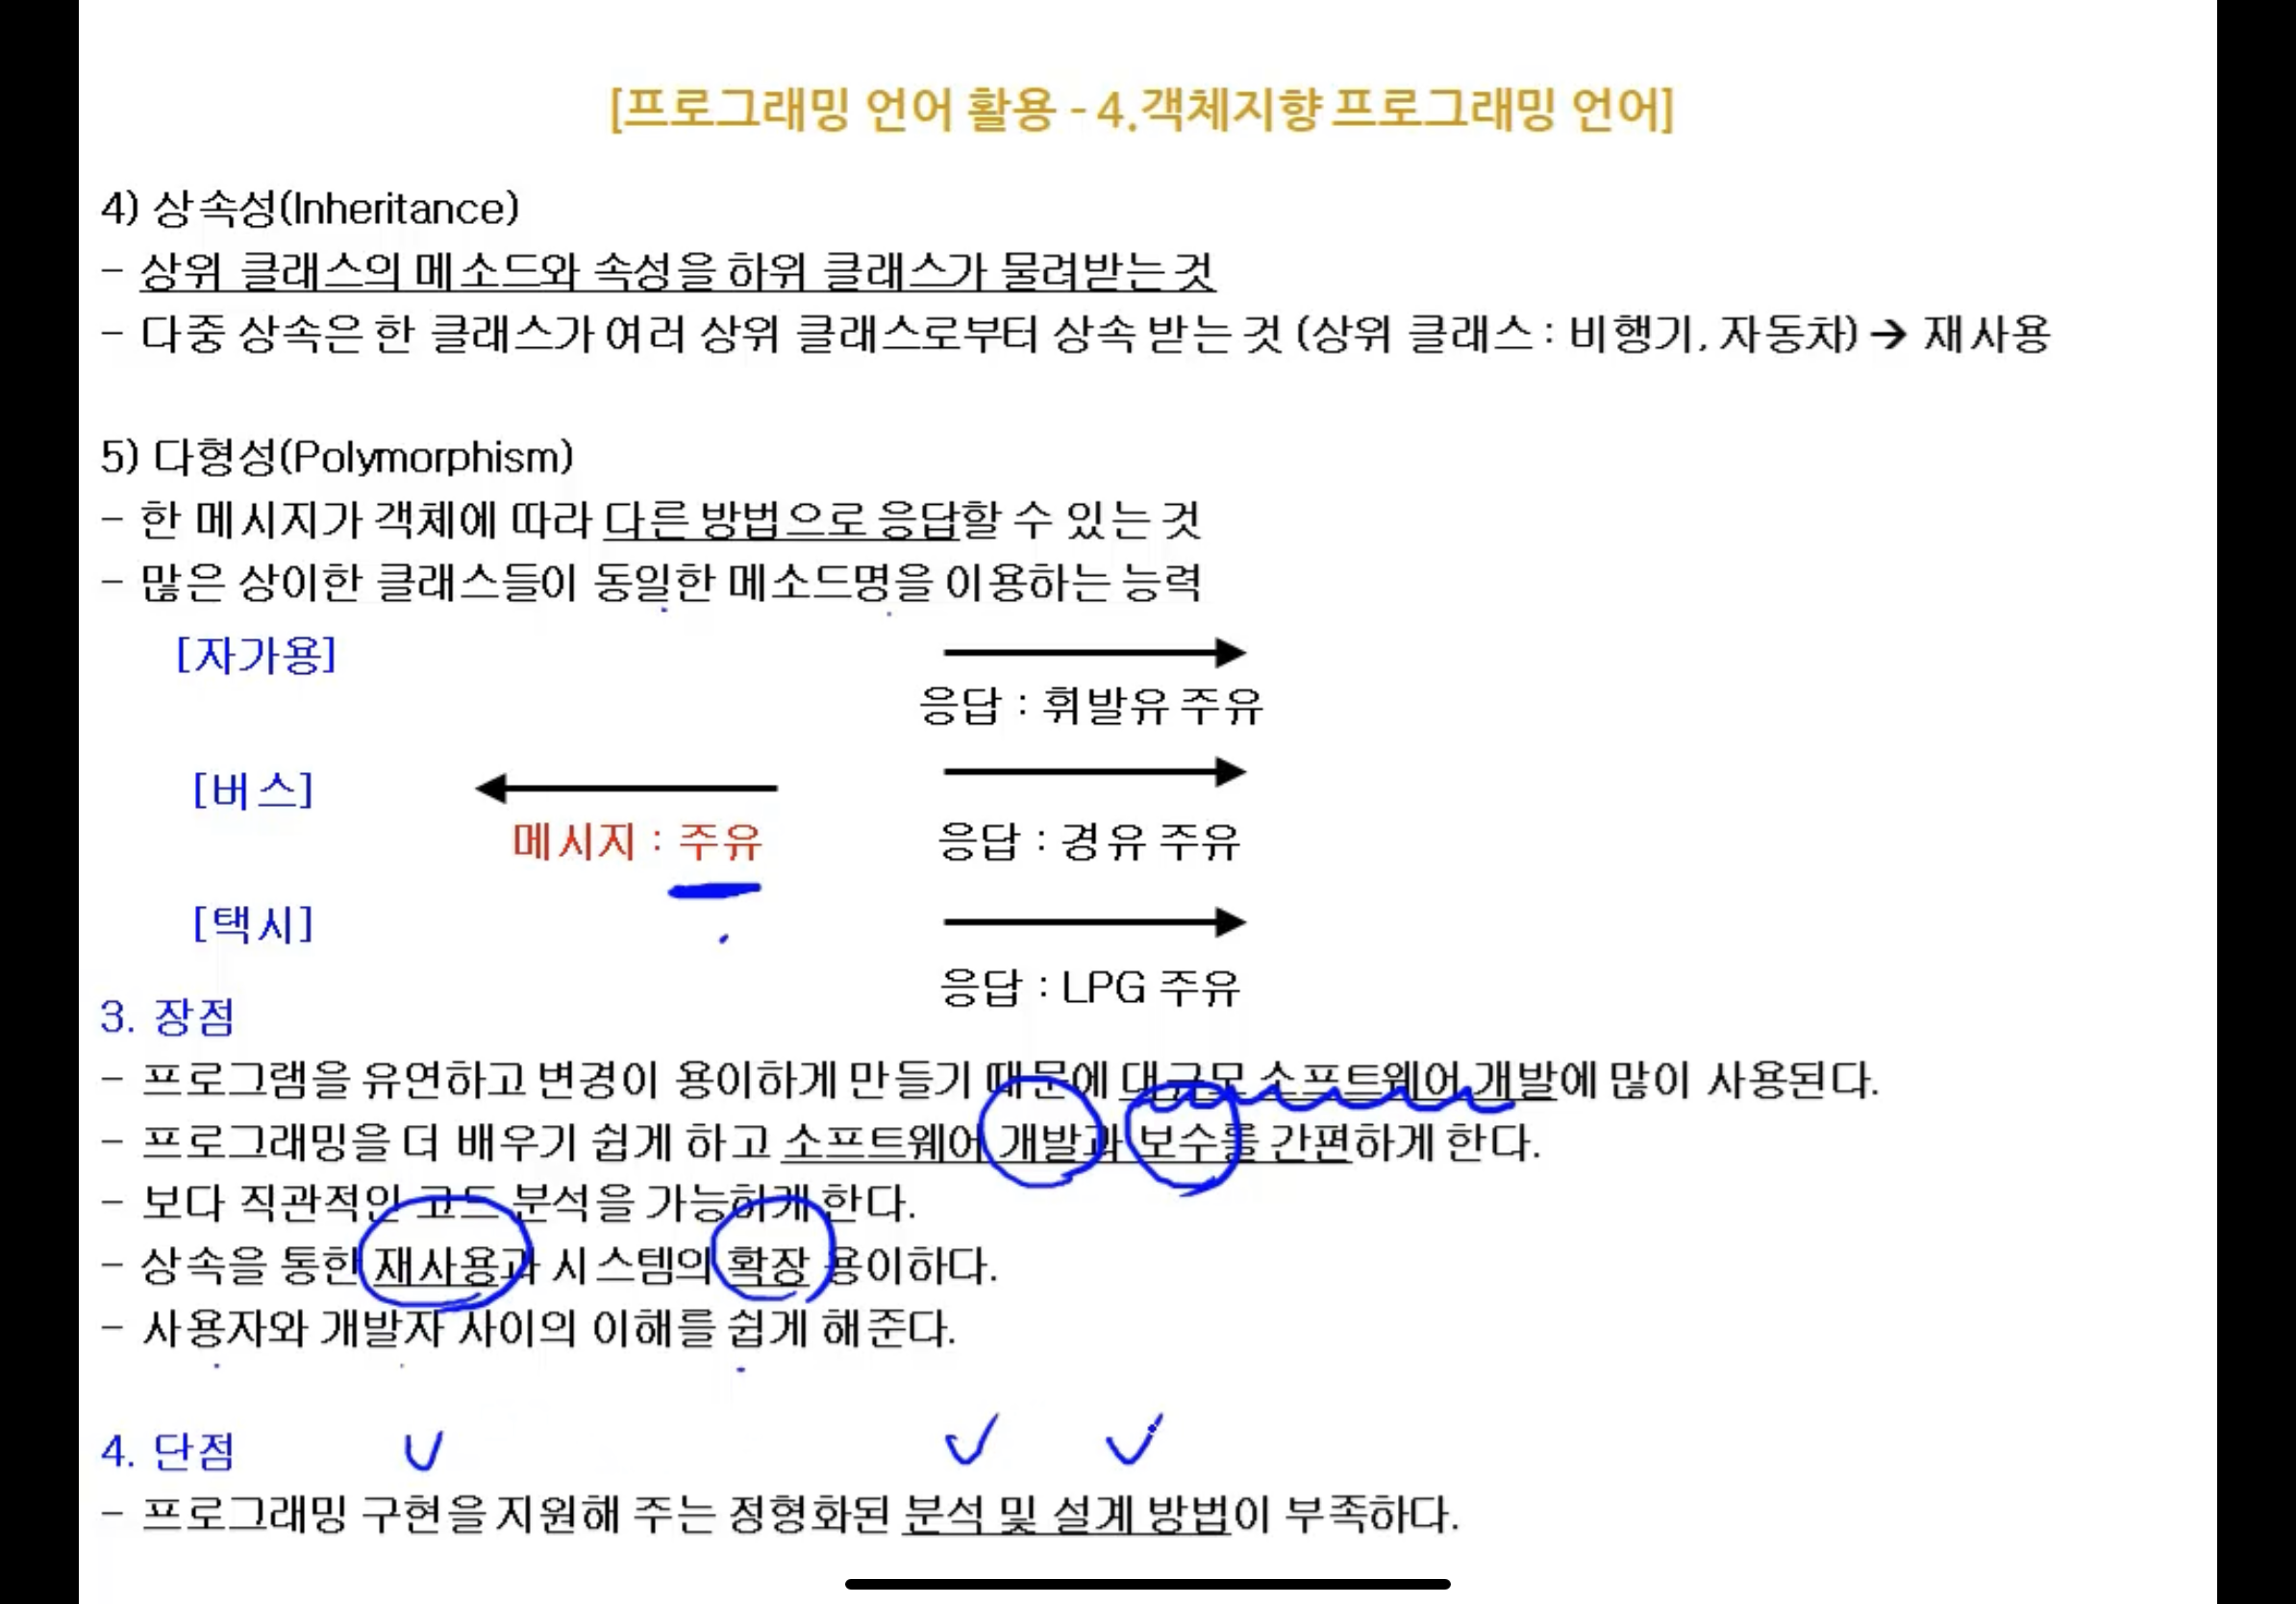 [프로그래밍 언어 활용 - 4.객체지향 프로그래밍 언어]
4) 상속성(Inheritance)
- 상위 클래스의 메소드와 속성을 하위 클래스가 물려받는 것
- 다중 상속은 한 클래스가 여러 상위 클래스로부터 상속 받는 것 (상위 클래스 : 비행기, 자동차) → 재사용
5) 다형성(Polymorphism)
- 한 메시지가 객체에 따라 다른 방법으로 응답할 수 있는 것
- 많은 상이한 클래스들이 동일한 메소드명을 이용하는 능력
[자가용]
응답 : 휘발유 주유
[버스]
메시지 : 주유
응답 : 경유 주유
[택시]
응답 : LPG 주유
3. 장점
- 프로그램을 유연하고 변경이 용이하게 만들기 때문에 대규모 소프트웨어 개발에 많이 사용된다.
- 프로그래밍을 더 배우기 쉽게 하고 소프트웨어 개발과 보수를 간편하게 한다.
- 보다 직관적인 코드 분석을 가능하게 한다.
- 상속을 통한 재사용과 시스템의 확장 용이하다.
- 사용자와 개발자 사이의 이해를 쉽게 해준다.
4. 단점
- 프로그래밍 구현을 지원해 주는 정형화된 분석 및 설계 방법이 부족하다.